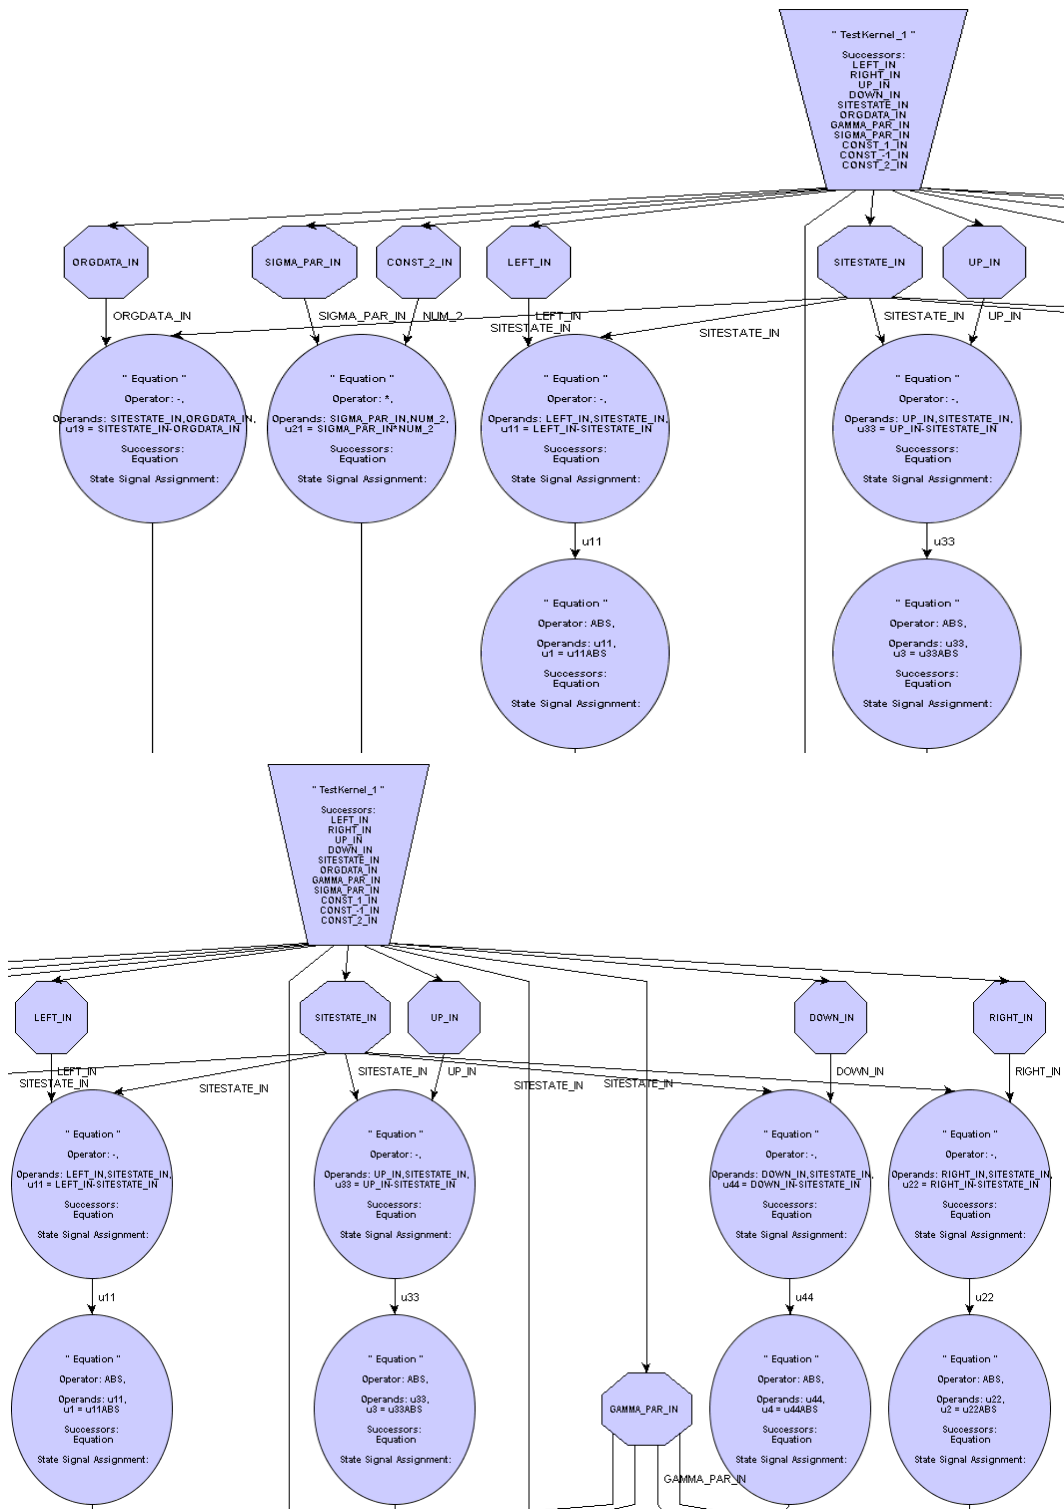 " TestKernel_1 "
Successors:
LEFT_IN
RIGHT_IN
UP_IN
DOWN_IN
SITESTATE_IN
ORGDATA_IN
GAMMA_PAR_IN
SIGMA_PAR_IN
CONST_1_IN
CONST_-1_IN
CONST_2_IN
ORGDATA_IN
SIGMA_PAR_IN
CONST_2_IN
LEFT_IN
SITESTATE_IN
UP_IN
ORGDATA_IN
SIGMA_PAR_IN
NUM_2
LEFT_IN
SITESTATE_IN
SITESTATE_IN
SITESTATE_IN
UP_IN
" Equation "
Operator: -,
Operands: SITESTATE_IN,ORGDATA_IN,
u19 = SITESTATE_IN-ORGDATA_IN
Successors:
Equation
State Signal Assignment:
" Equation "
Operator: *,
Operands: SIGMA_PAR_IN,NUM_2,
u21 = SIGMA_PAR_IN*NUM_2
Successors:
Equation
State Signal Assignment:
" Equation "
Operator: -,
Operands: LEFT_IN,SITESTATE_IN,
u11 = LEFT_IN-SITESTATE_IN
Successors:
Equation
State Signal Assignment:
" Equation "
Operator: -,
Operands: UP_IN,SITESTATE_IN,
u33 = UP_IN-SITESTATE_IN
Successors:
Equation
State Signal Assignment:
u11
u33
" Equation "
Operator: ABS,
Operands: u11,
u1 = u11ABS
Successors:
Equation
State Signal Assignment:
" Equation "
Operator: ABS,
Operands: u33,
u3 = u33ABS
Successors:
Equation
State Signal Assignment:
" TestKernel_1 "
Successors:
LEFT_IN
RIGHT_IN
UP_IN
DOWN_IN
SITESTATE_IN
ORGDATA_IN
GAMMA_PAR_IN
SIGMA_PAR_IN
CONST_1_IN
CONST_-1_IN
CONST_2_IN
LEFT_IN
SITESTATE_IN
UP_IN
DOWN_IN
RIGHT_IN
LEFT_IN
SITESTATE_IN
SITESTATE_IN
SITESTATE_IN
UP_IN
SITESTATE_IN
SITESTATE_IN
DOWN_IN
RIGHT_IN
" Equation "
Operator: -,
Operands: LEFT_IN,SITESTATE_IN,
u11 = LEFT_IN-SITESTATE_IN
Successors:
Equation
State Signal Assignment:
" Equation "
Operator: -,
Operands: UP_IN,SITESTATE_IN,
u33 = UP_IN-SITESTATE_IN
Successors:
Equation
State Signal Assignment:
" Equation "
Operator: -,
Operands: DOWN_IN,SITESTATE_IN,
u44 = DOWN_IN-SITESTATE_IN
Successors:
Equation
State Signal Assignment:
" Equation "
Operator: -,
Operands: RIGHT_IN,SITESTATE_IN,
u22 = RIGHT_IN-SITESTATE_IN
Successors:
Equation
State Signal Assignment:
u11
u33
u44
u22
" Equation "
Operator: ABS,
Operands: u11,
u1 = u11ABS
Successors:
Equation
State Signal Assignment:
" Equation "
Operator: ABS,
Operands: u33,
u3 = u33ABS
Successors:
Equation
State Signal Assignment:
GAMMA_PAR_IN
" Equation "
Operator: ABS,
Operands: u44,
u4 = u44ABS
Successors:
Equation
State Signal Assignment:
" Equation "
Operator: ABS,
Operands: u22,
u2 = u22ABS
Successors:
Equation
State Signal Assignment:
GAMMA_PAR_IN